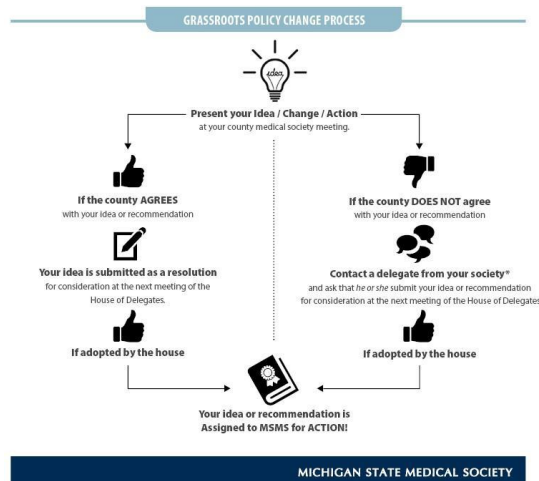 GRASSROOTS POLICY CHANGE PROCESS
idea
Present your Idea / Change / Action
at your county medical society meeting.
If the county AGREES
with your idea or recommendation
Your idea is submitted as a resolution
for consideration at the next meeting of the
House of Delegates.
If adopted by the house
If the county DOES NOT agree
with your idea or recommendation
Contact a delegate from your society*
and ask that he or she submit your idea or recommendation
for consideration at the next meeting of the House of Delegates
If adopted by the house
Your idea or recommendation is
Assigned to MSMS for ACTION!
MICHIGAN STATE MEDICAL SOCIETY